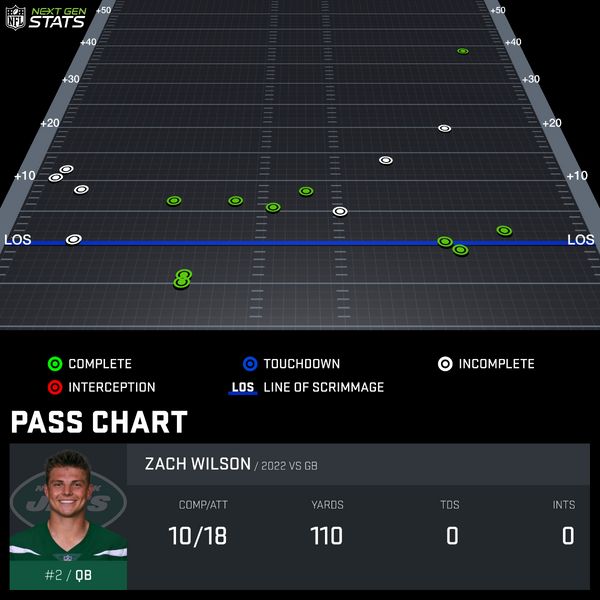 NFL NEXT GEN STATS
+50 +50
+40 +40
+30 +30
+20 +20
+10 +10
LOS LOS
COMPLETE TOUCHDOWN INCOMPLETE
INTERCEPTION LOS LINE OF SCRIMMAGE
PASS CHART
ZACH WILSON / 2022 VS GB
COMP/ATT YARDS TDS INTS
10/18 110 0 0
JETS
#2 / QB